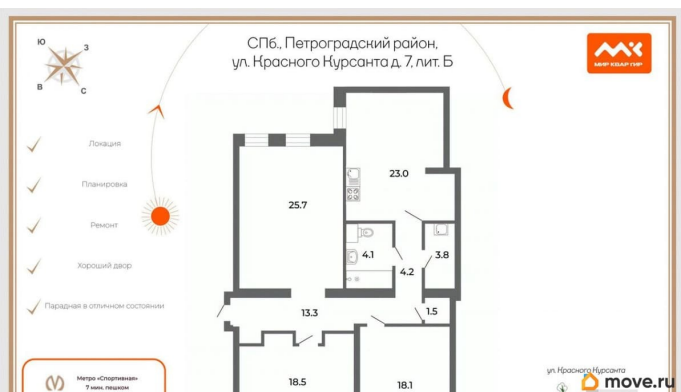 СПб., Петроградский район,
ул. Красного Курсанта д. 7, лит. Б
МИР КВАРТИР
Ю
З
В
С
Локация
Планировка
Ремонт
Хороший двор
Парадная в отличном состоянии
23.0
25.7
4.1
4.2
3.8
13.3
1.5
18.5
18.1
Метро «Спортивная»
7 мин. пешком
ул. Красного Курсанта
move.ru